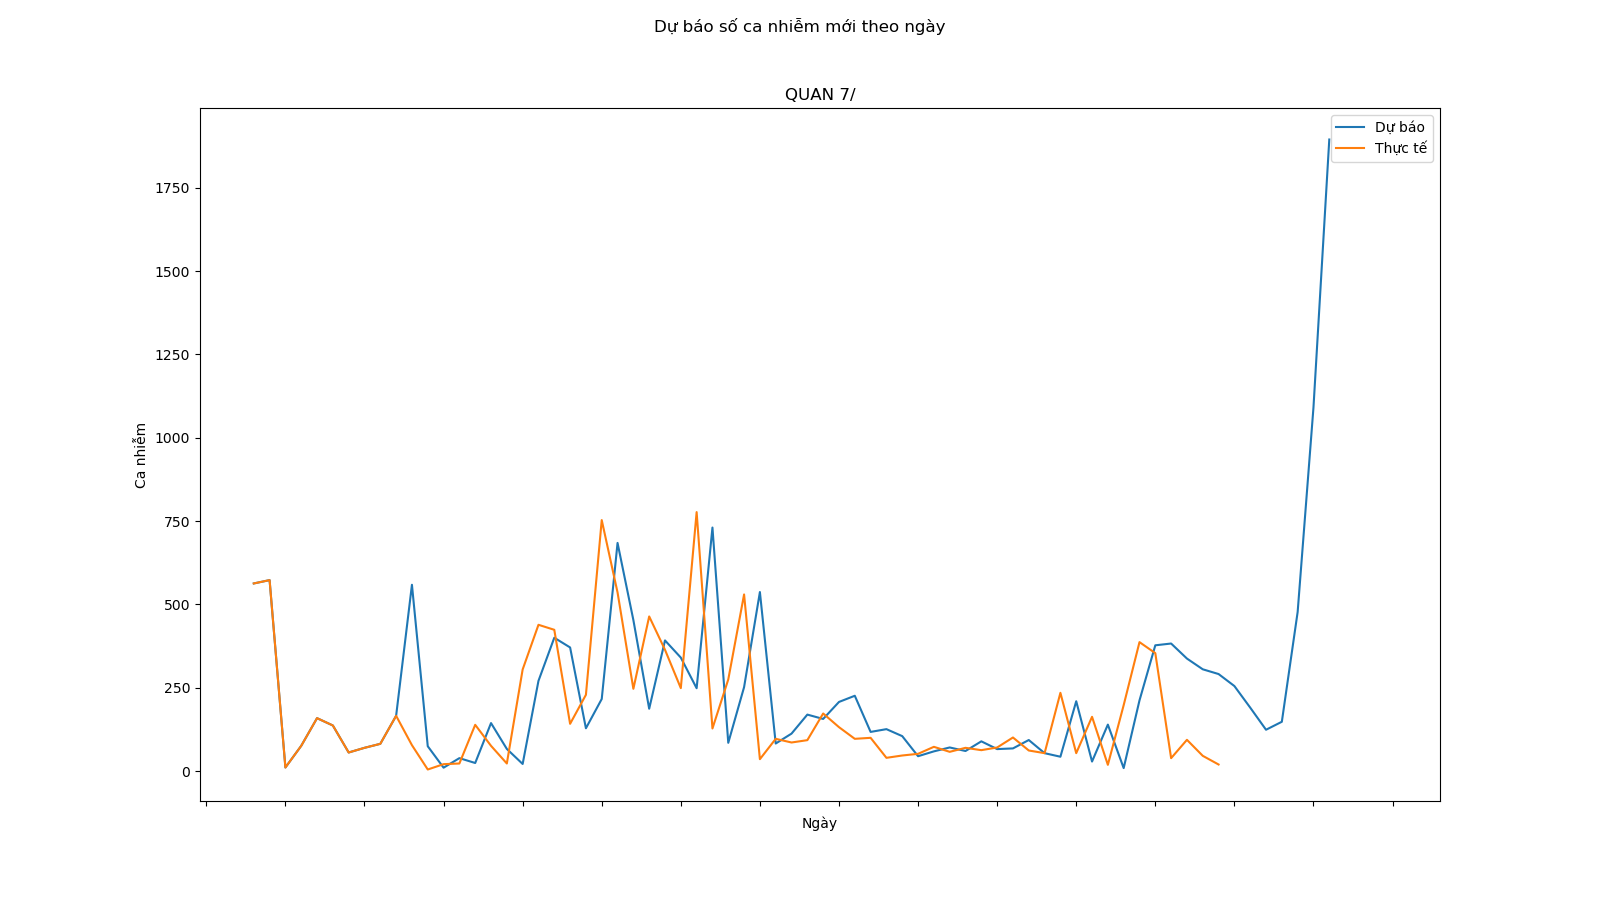 Dự báo số ca nhiễm mới theo ngày
QUAN 7/
Dự báo
Thực tế
1750
1500
1250
1000
750
500
250
0
Ca nhiễm
Ngày